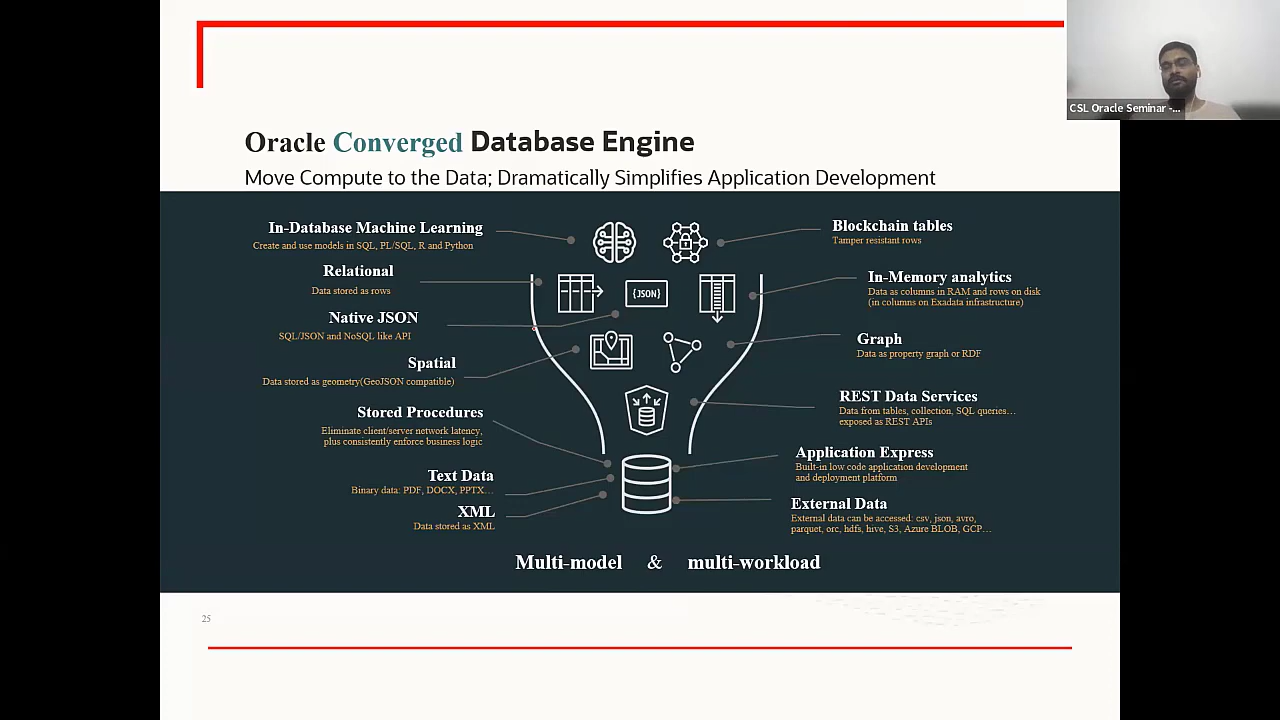 CSL Oracle Seminar -...
Oracle Converged Database Engine
Move Compute to the Data; Dramatically Simplifies Application Development
In-Database Machine Learning
Create and use models in SQL, PL/SQL, R and Python
Relational
Data stored as rows
Native JSON
SQL/JSON and NoSQL like API
Spatial
Data stored as geometry(GeoJSON compatible)
Stored Procedures
Eliminate client/server network latency,
plus consistently enforce business logic
Text Data
Binary data: PDF, DOCX, PPTX…
XML
Data stored as XML
{JSON}
Blockchain tables
Tamper resistant rows
In-Memory analytics
Data as columns in RAM and rows on disk
(in columns on Exadata infrastructure)
Graph
Data as property graph or RDF
REST Data Services
Data from tables, collection, SQL queries…
exposed as REST APIs
Application Express
Built-in low code application development
and deployment platform
External Data
External data can be accessed: csv, json, avro,
parquet, orc, hdfs, hive, S3, Azure BLOB, GCP…
Multi-model & multi-workload
25